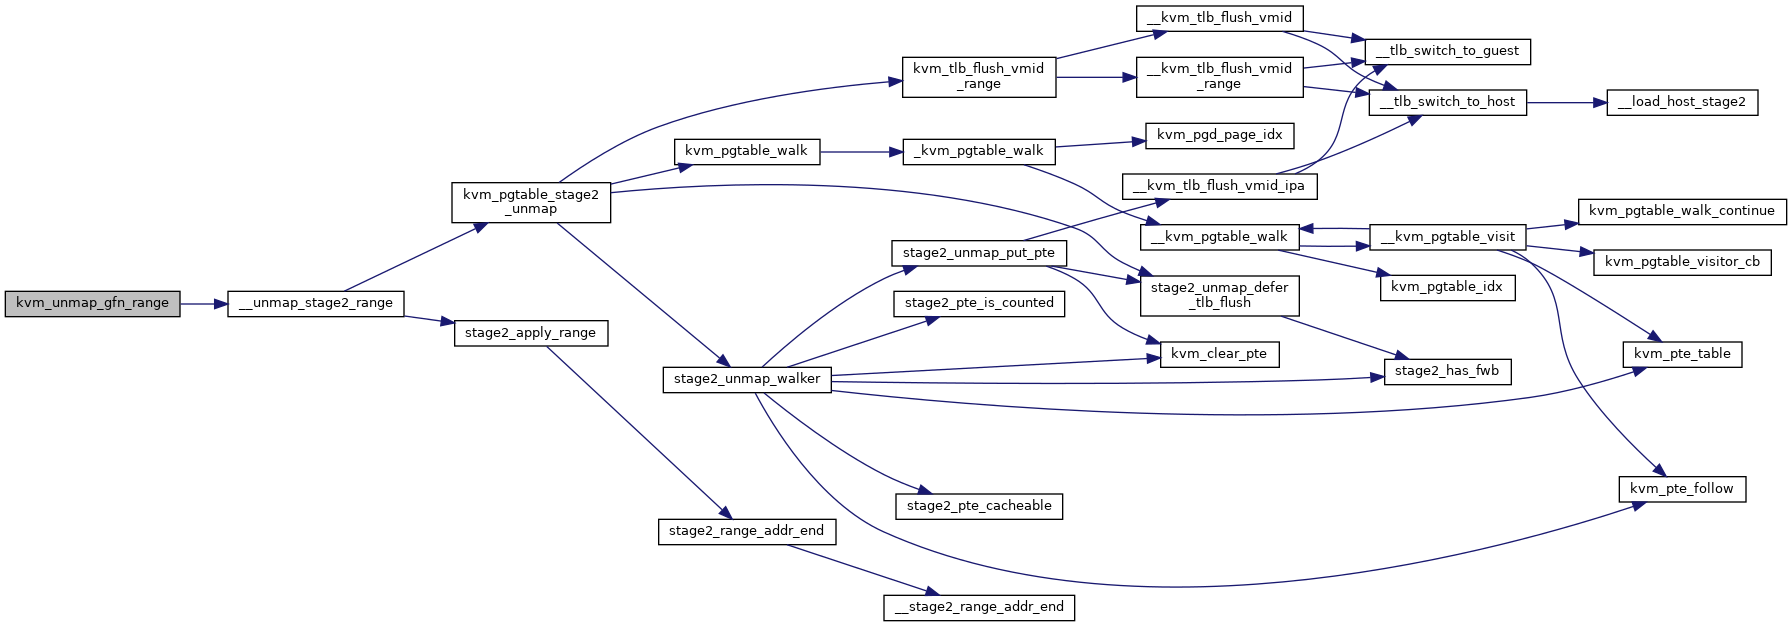 kvm_unmap_gfn_range
__unmap_stage2_range
kvm_pgtable_stage2
_unmap
stage2_apply_range
kvm_pgtable_walk
stage2_unmap_walker
stage2_range_addr_end
kvm_tlb_flush_vmid
_range
_kvm_pgtable_walk
stage2_unmap_put_pte
stage2_pte_is_counted
stage2_pte_cacheable
__stage2_range_addr_end
__kvm_tlb_flush_vmid
__kvm_tlb_flush_vmid
_range
kvm_pgd_page_idx
__kvm_tlb_flush_vmid_ipa
__kvm_pgtable_walk
stage2_unmap_defer
_tlb_flush
kvm_clear_pte
__tlb_switch_to_guest
__tlb_switch_to_host
__kvm_pgtable_visit
kvm_pgtable_idx
stage2_has_fwb
__load_host_stage2
kvm_pgtable_walk_continue
kvm_pgtable_visitor_cb
kvm_pte_table
kvm_pte_follow